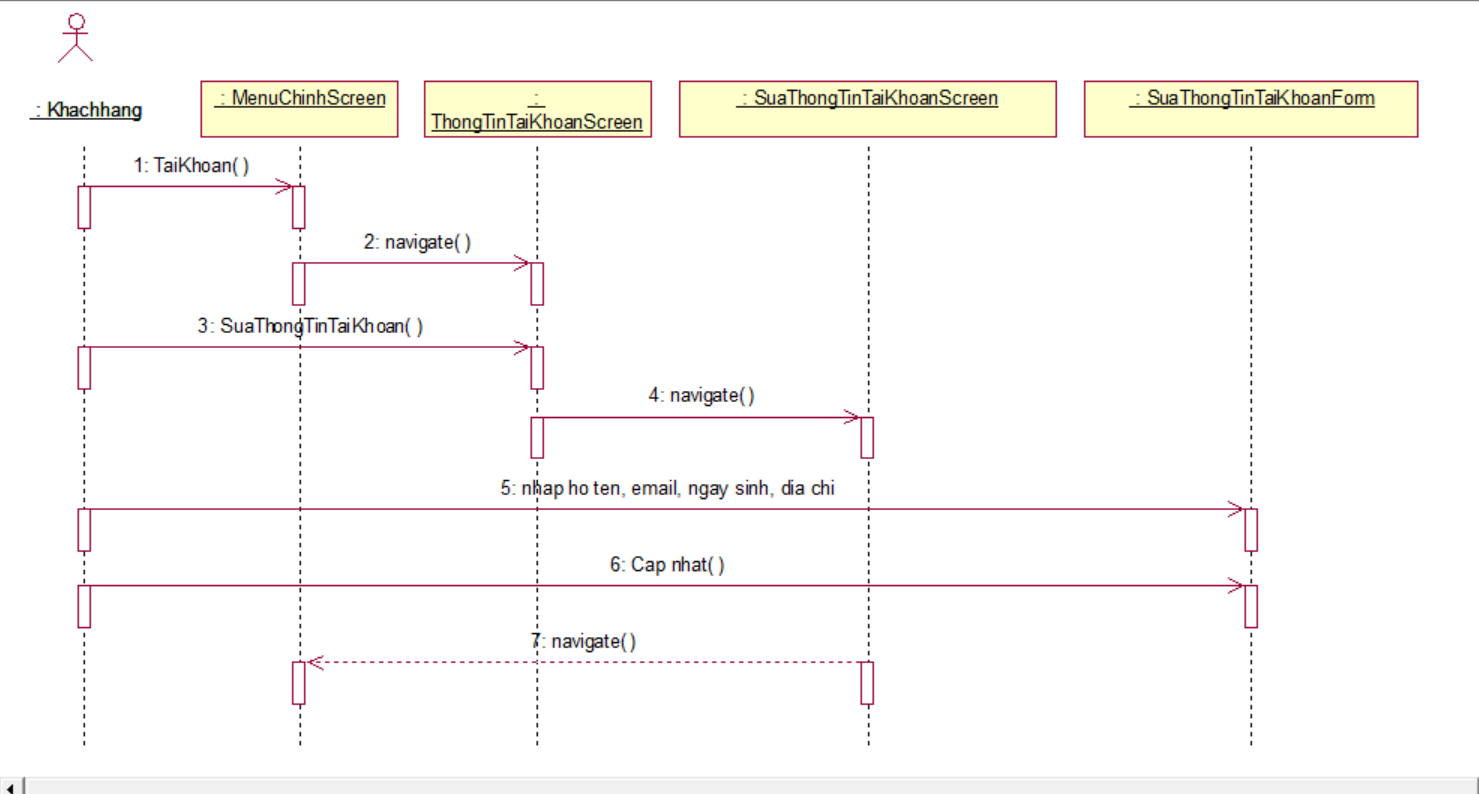 : Khachhang
: MenuChinhScreen
:
ThongTinTaiKhoanScreen
: SuaThongTinTaiKhoanScreen
: SuaThongTinTaiKhoanForm
1: TaiKhoan( )
2: navigate( )
3: SuaThongTinTaiKhoan( )
4: navigate( )
5: nhap ho ten, email, ngay sinh, dia chi
6: Cap nhat( )
7: navigate( )